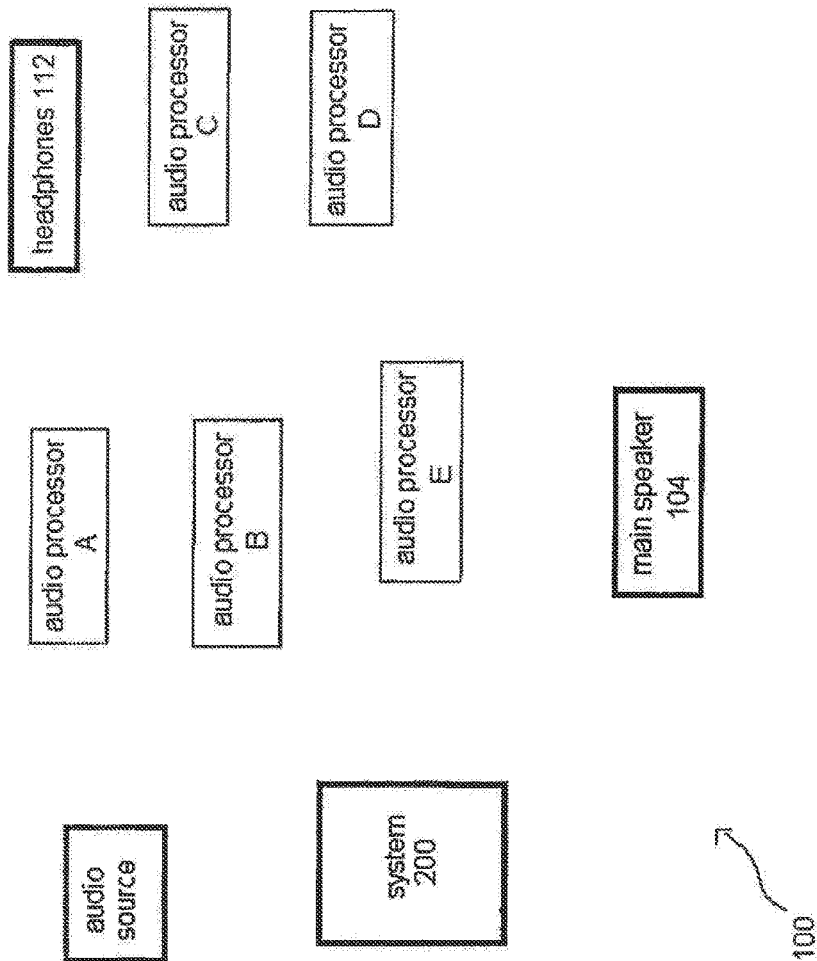 audio
source
audio processor
A
headphones 112
audio processor
B
audio processor
C
system
200
audio processor
E
audio processor
D
main speaker
104
100